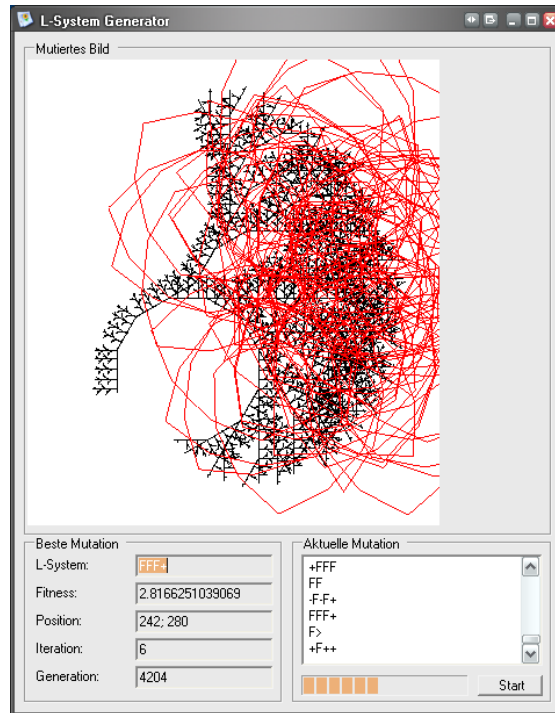 L-System Generator
Mutiertes Bild
Beste Mutation
L-System: FFF+
Fitness: 2.8166251039069
Position: 242; 280
Iteration: 6
Generation: 4204
Aktuelle Mutation
+FFF
FF
-F-F+
FFF+
F>
+F++
Start